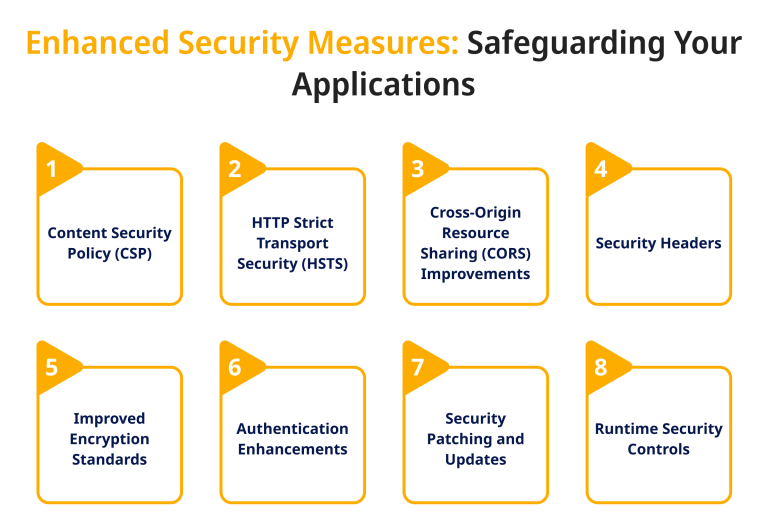 Enhanced Security Measures: Safeguarding Your
Applications
1
Content Security
Policy (CSP)
2
HTTP Strict
Transport
Security (HSTS)
3
Cross-Origin
Resource
Sharing (CORS)
Improvements
4
Security Headers
5
Improved
Encryption
Standards
6
Authentication
Enhancements
7
Security
Patching and
Updates
8
Runtime Security
Controls